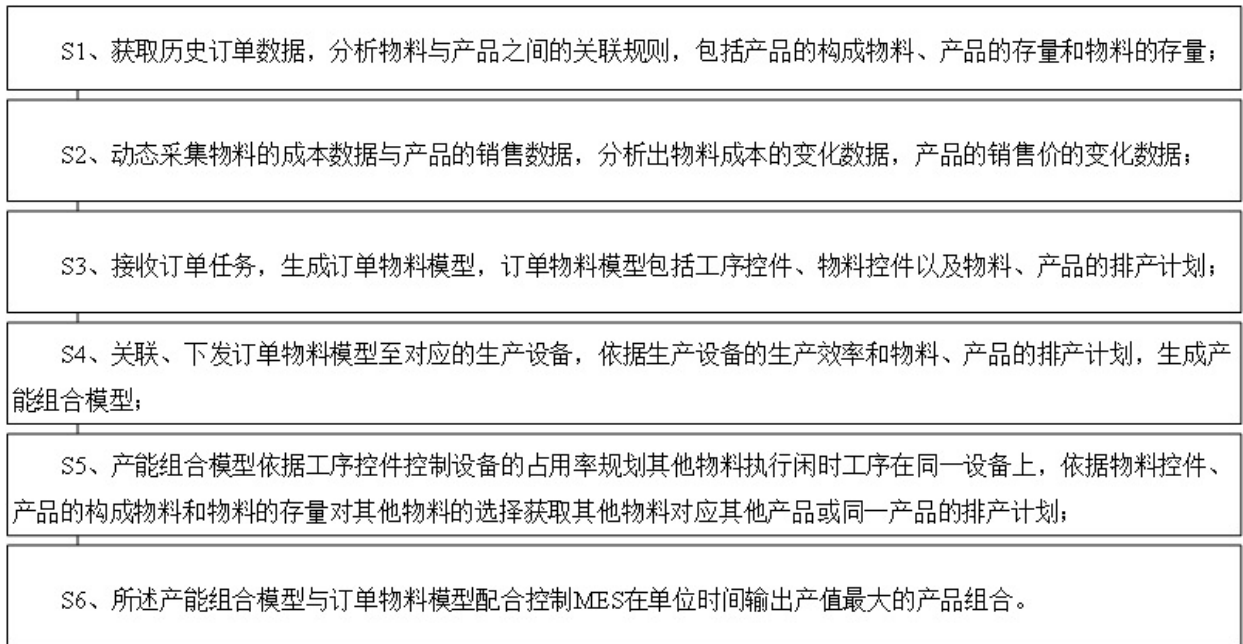 S1、获取历史订单数据，分析物料与产品之间的关联规则，包括产品的构成物料、产品的存量和物料的存量；
S2、动态采集物料的成本数据与产品的销售数据，分析出物料成本的变化数据，产品的销售价的变化数据；
S3、接收订单任务，生成订单物料模型，订单物料模型包括工序控件、物料控件以及物料、产品的排产计划；
S4、关联、下发订单物料模型至对应的生产设备，依据生产设备的生产效率和物料、产品的排产计划，生成产
能组合模型；
S5、产能组合模型依据工序控件控制设备的占用率规划其他物料执行闲时工序在同一设备上，依据物料控件、
产品的构成物料和物料的存量对其他物料的选择获取其他物料对应其他产品或同一产品的排产计划；
S6、所述产能组合模型与订单物料模型配合控制MES在单位时间输出产值最大的产品组合。